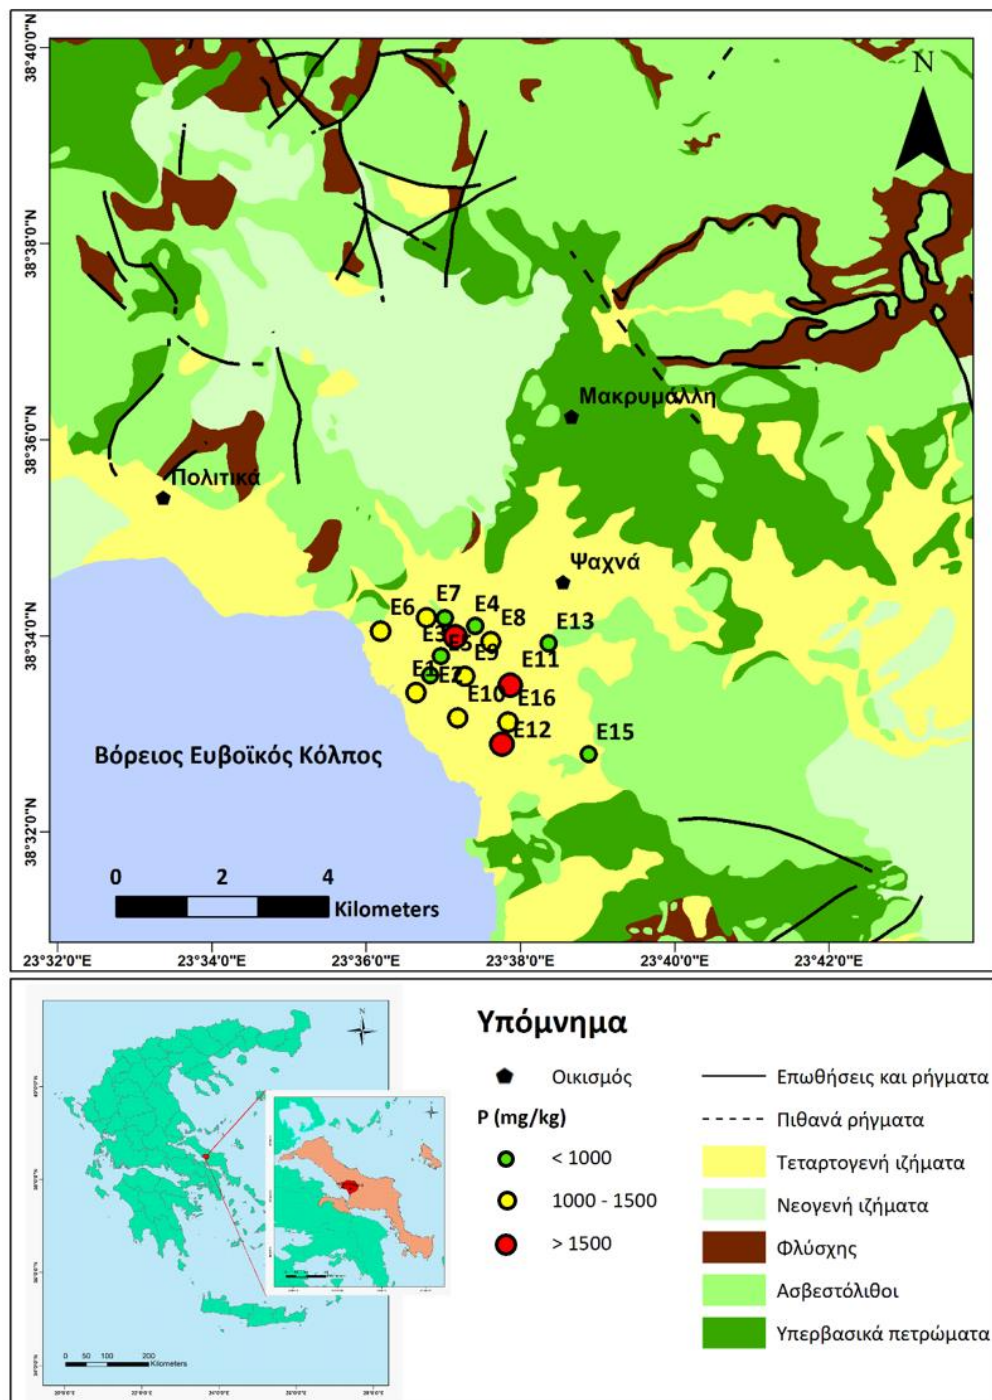 38°40'0"N
N
38°38'0"N
Μακρυμάλλη
38°36'0"N
Πολιτικά
Ψαχνά
E7
E6
E4
E8
E13
38°34'0"N
E3
E5
E9
E11
E1
E2
E10
E16
E12
E15
Βόρειος Ευβοϊκός Κόλπος
38°32'0"N
0 2 4
Kilometers
23°32'0"E 23°34'0"E 23°36'0"E 23°38'0"E 23°40'0"E 23°42'0"E
N
0 50 100 200
Kilometers
Υπόμνημα
Οικισμός
P (mg/kg)
< 1000
1000 - 1500
> 1500
Επωθήσεις και ρήγματα
Πιθανά ρήγματα
Τεταρτογενή ιζήματα
Νεογενή ιζήματα
Φλύσχης
Ασβεστόλιθοι
Υπερβασικά πετρώματα